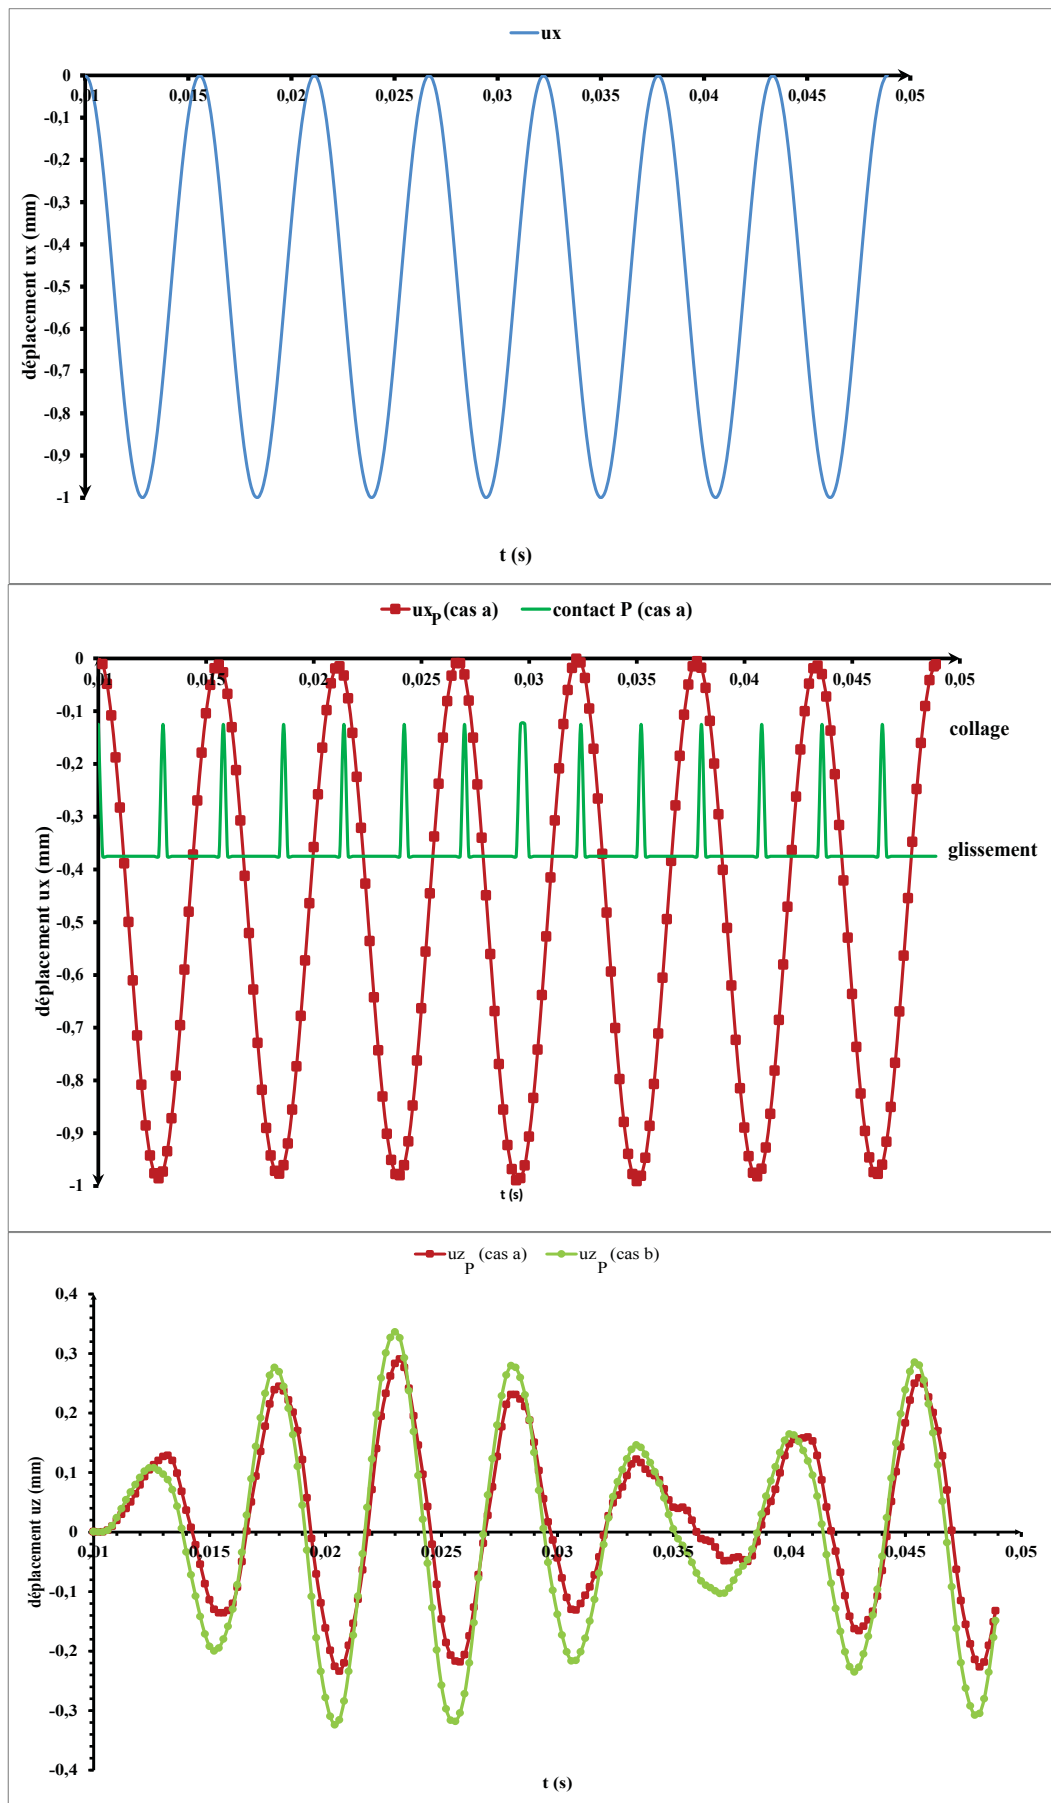 ux
0
0,01 0,015 0,02 0,025 0,03 0,035 0,04 0,045 0,05
-0,1
-0,2
-0,3
-0,4
-0,5
-0,6
-0,7
-0,8
-0,9
-1
déplacement ux (mm)
t (s)
ux_P (cas a) contact P (cas a)
0
0,01 0,015 0,02 0,025 0,03 0,035 0,04 0,045 0,05
-0,1
collage
-0,2
-0,3
glissement
-0,4
-0,5
-0,6
-0,7
-0,8
-0,9
-1
déplacement ux (mm)
t (s)
uz_P (cas a) uz_P (cas b)
0,4
0,3
0,2
0,1
0
0,01 0,015 0,02 0,025 0,03 0,035 0,04 0,045 0,05
-0,1
-0,2
-0,3
-0,4
déplacement uz (mm)
t (s)